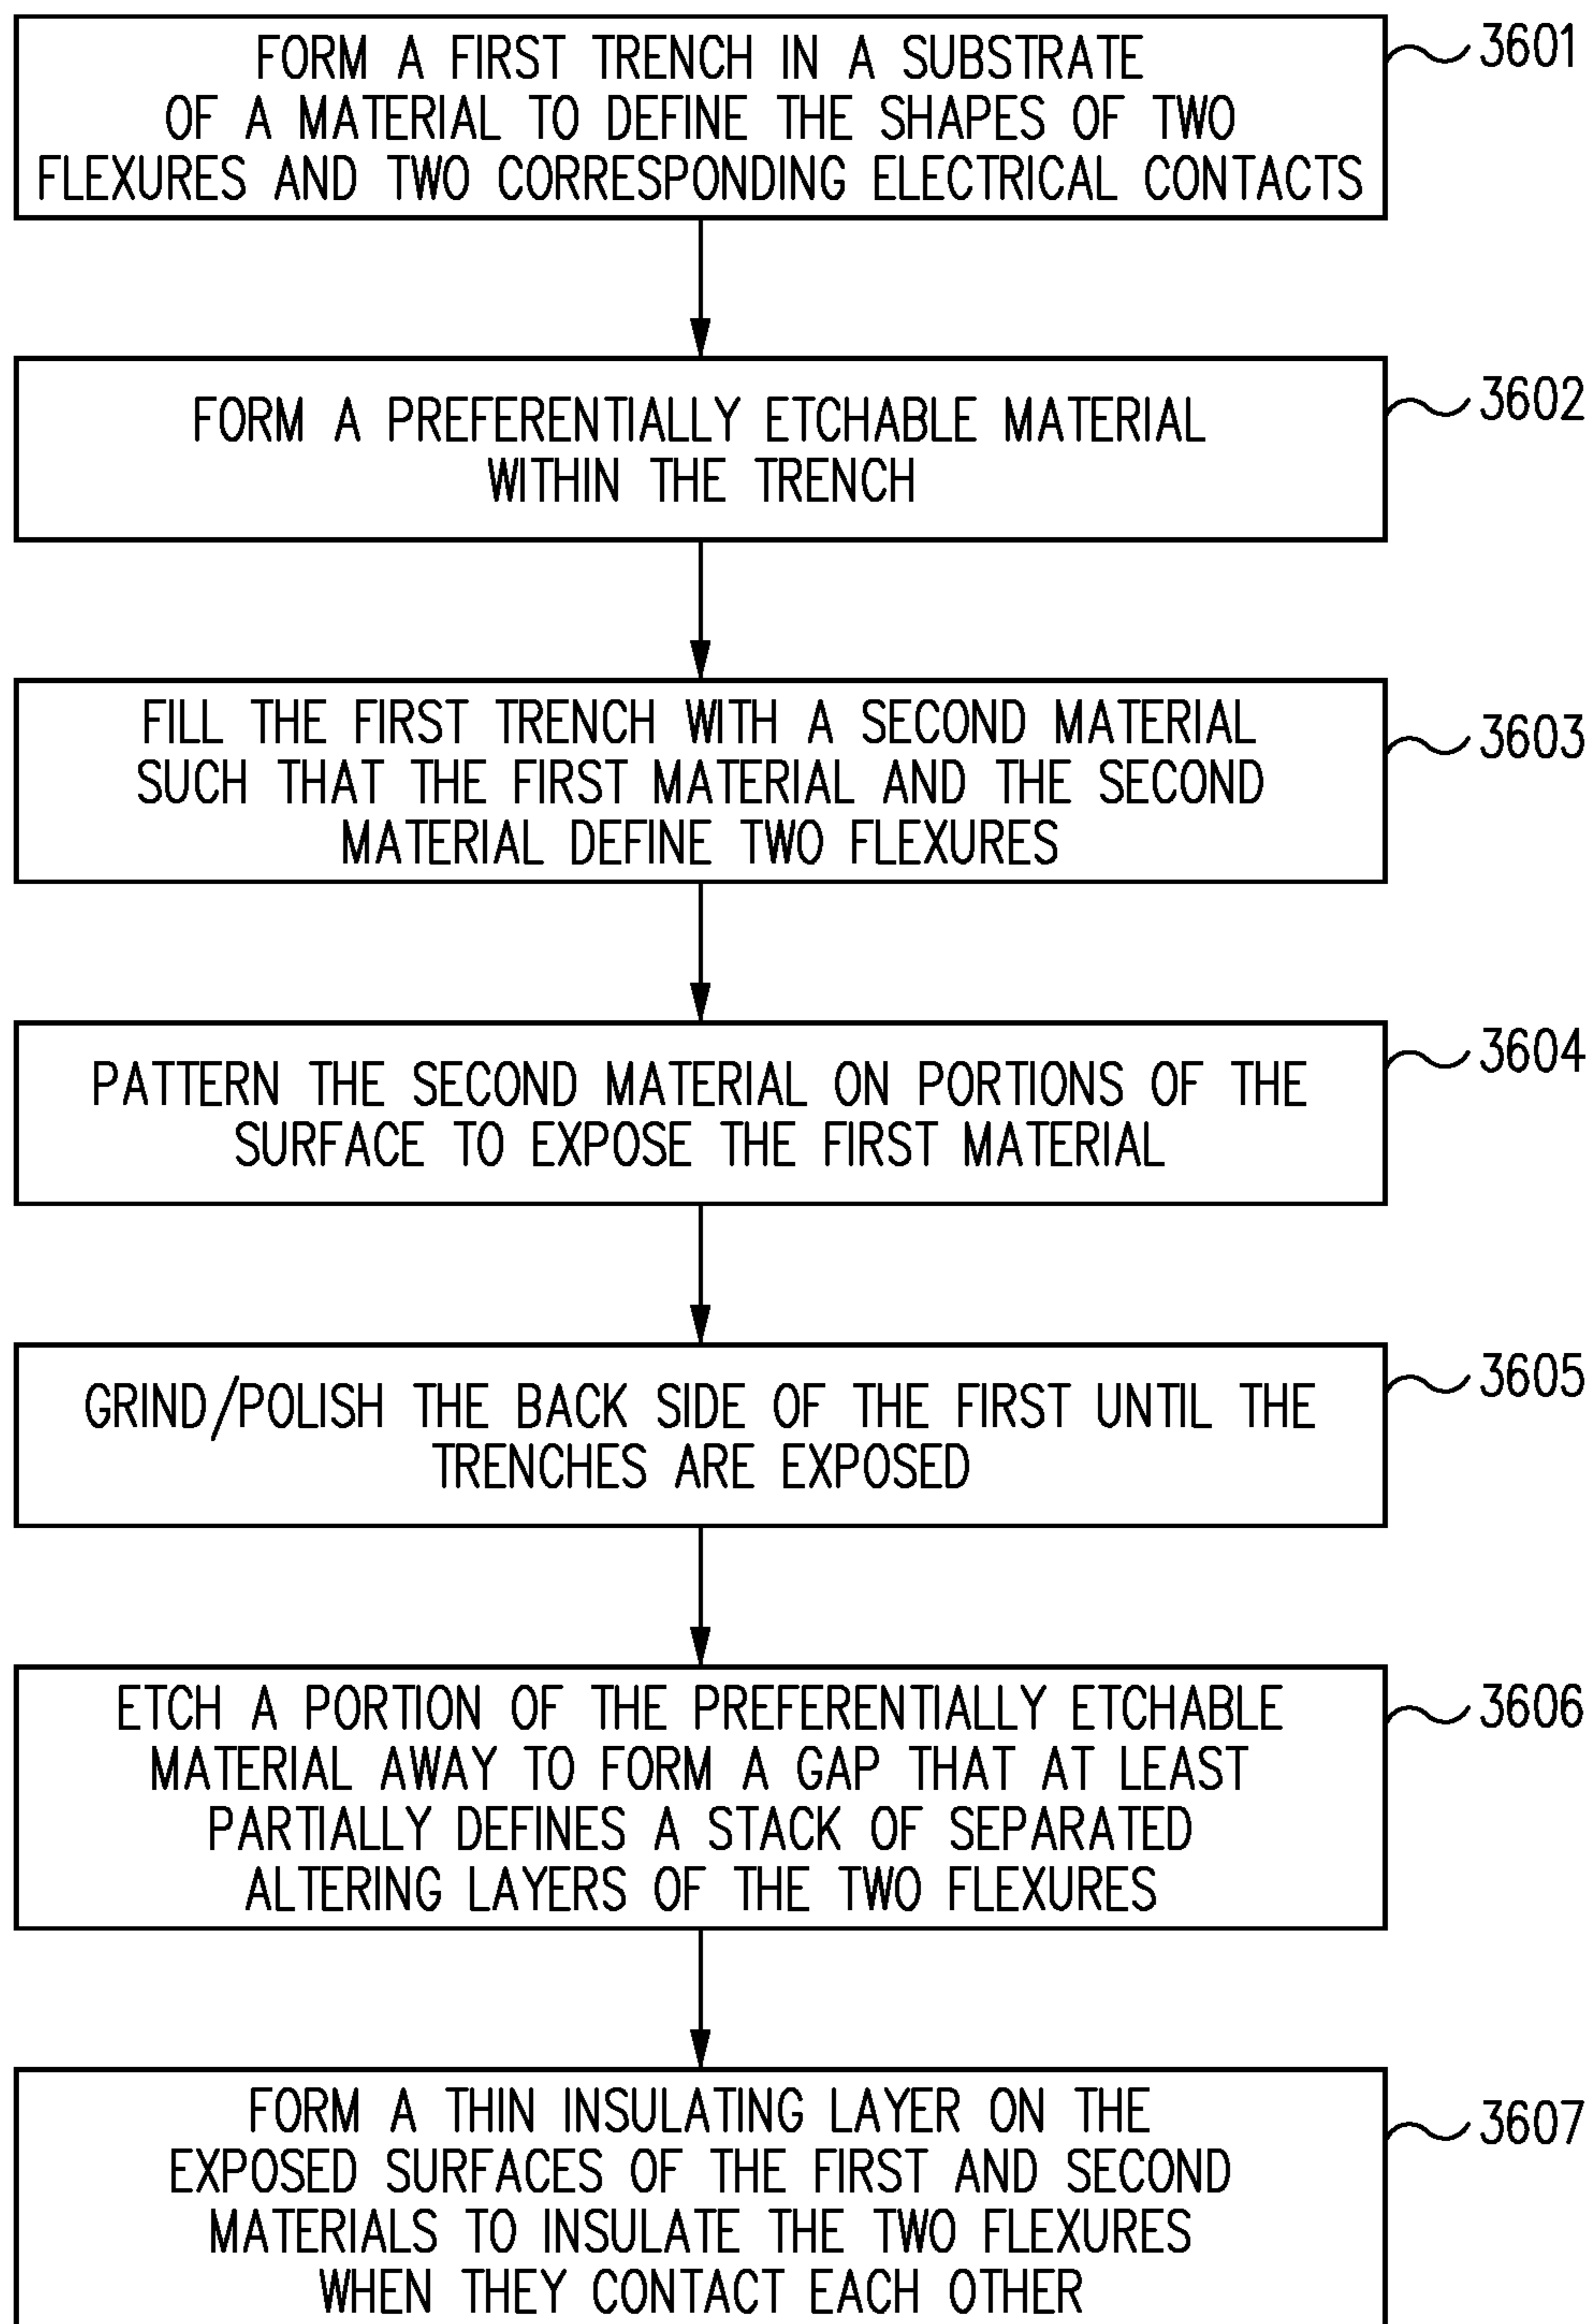 FORM A FIRST TRENCH IN A SUBSTRATE
OF A MATERIAL TO DEFINE THE SHAPES OF TWO
FLEXURES AND TWO CORRESPONDING ELECTRICAL CONTACTS
3601
FORM A PREFERENTIALLY ETCHABLE MATERIAL
WITHIN THE TRENCH
3602
FILL THE FIRST TRENCH WITH A SECOND MATERIAL
SUCH THAT THE FIRST MATERIAL AND THE SECOND
MATERIAL DEFINE TWO FLEXURES
3603
PATTERN THE SECOND MATERIAL ON PORTIONS OF THE
SURFACE TO EXPOSE THE FIRST MATERIAL
3604
GRIND/POLISH THE BACK SIDE OF THE FIRST UNTIL THE
TRENCHES ARE EXPOSED
3605
ETCH A PORTION OF THE PREFERENTIALLY ETCHABLE
MATERIAL AWAY TO FORM A GAP THAT AT LEAST
PARTIALLY DEFINES A STACK OF SEPARATED
ALTERING LAYERS OF THE TWO FLEXURES
3606
FORM A THIN INSULATING LAYER ON THE
EXPOSED SURFACES OF THE FIRST AND SECOND
MATERIALS TO INSULATE THE TWO FLEXURES
WHEN THEY CONTACT EACH OTHER
3607